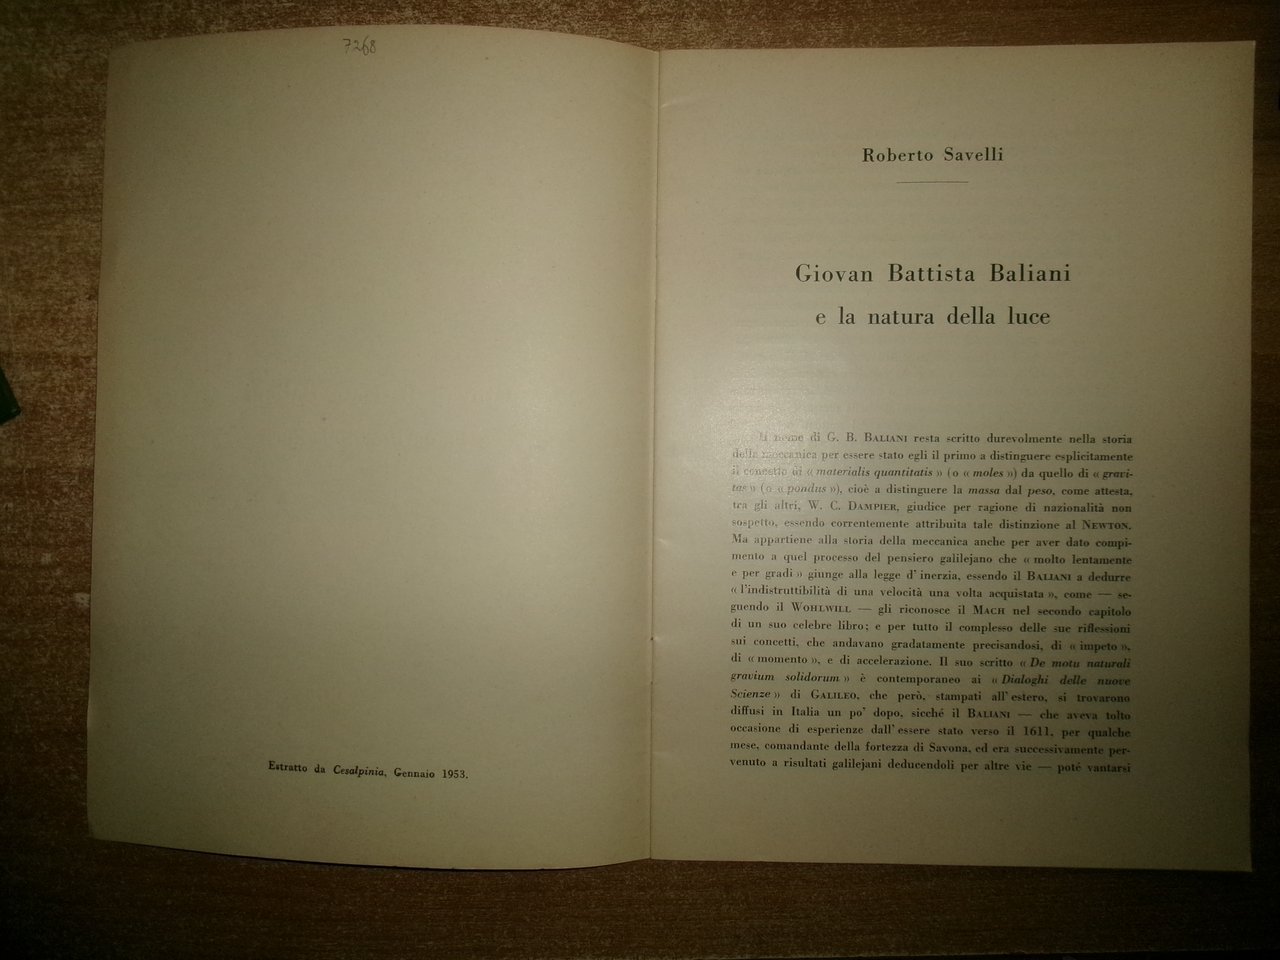 7268
Estratto da Cesalpinia, Gennaio 1953.
Roberto Savelli
Giovan Battista Baliani
e la natura della luce
Il nome di G. B. BALIANI resta scritto durevolmente nella storia
della meccanica per essere stato egli il primo a distinguere esplicitamente
il concetto di « materialis quantitatis » (o « moles ») da quello di « gravi-
tas » (o « pondus »), cioè a distinguere la massa dal peso, come attesta,
tra gli altri, W. C. DAMPIER, giudice per ragione di nazionalità non
sospetto, essendo correntemente attribuita tale distinzione al NEWTON.
Ma appartiene alla storia della meccanica anche per aver dato compi-
mento a quel processo del pensiero galilejano che « molto lentamente
e per gradi » giunge alla legge d'inerzia, essendo il BALIANI a dedurre
« l'indistruttibilità di una velocità una volta acquistata », come — se-
guendo il WOHLWILL — gli riconosce il MACH nel secondo capitolo
di un suo celebre libro; e per tutto il complesso delle sue riflessioni
sui concetti, che andavano gradatamente precisandosi, di « impeto »,
di « momento », e di accelerazione. Il suo scritto « De motu naturali
gravium solidorum » è contemporaneo ai « Dialoghi delle nuove
Scienze » di GALILEO, che però, stampati all'estero, si trovarono
diffusi in Italia un po' dopo, sicché il BALIANI — che aveva tolto
occasione di esperienze dall'essere stato verso il 1611, per qualche
mese, comandante della fortezza di Savona, ed era successivamente per-
venuto a risultati galilejani deducendoli per altre vie — poté vantarsi